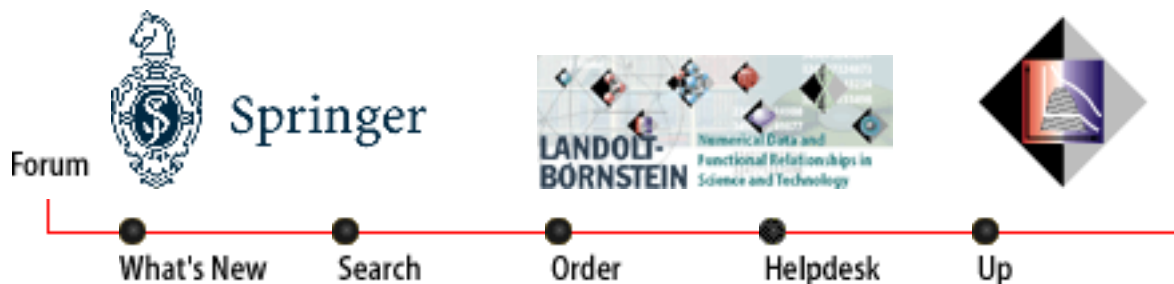 Springer
LANDOLT-
BÖRNSTEIN
Numerical Data and
Functional Relationships in
Science and Technology
Forum
What's New
Search
Order
Helpdesk
Up